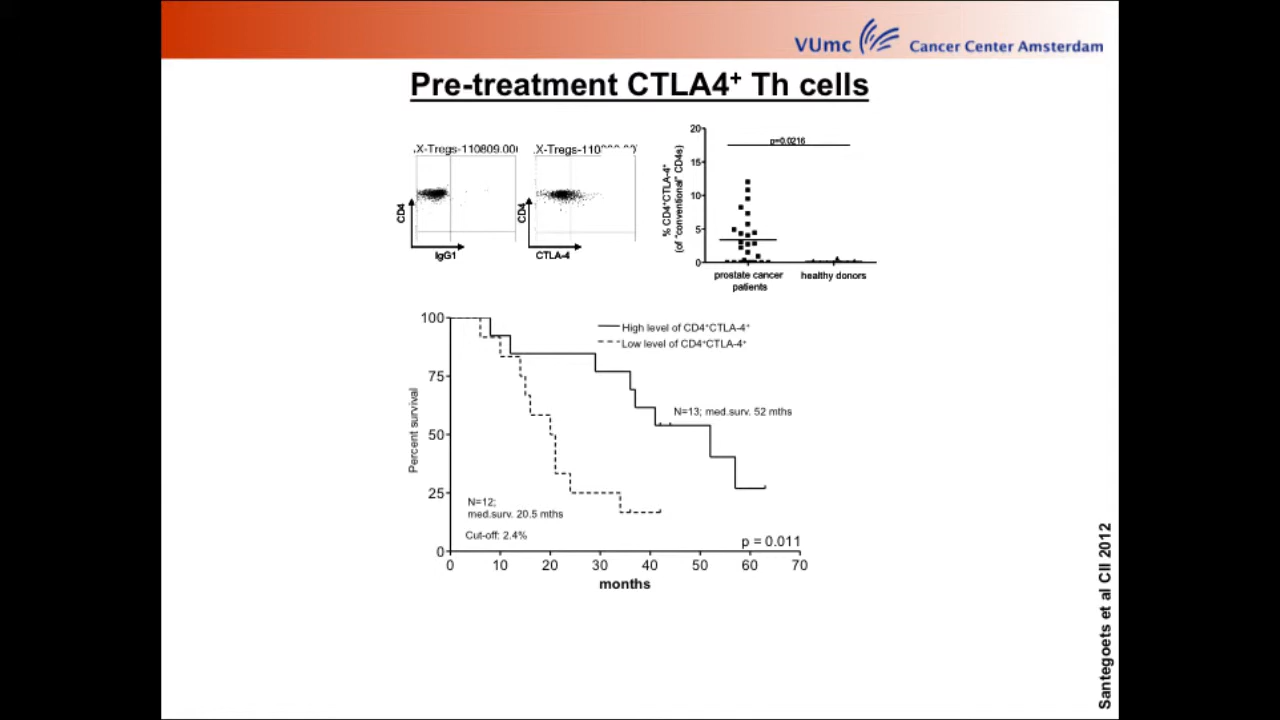 VUmc Cancer Center Amsterdam
Pre-treatment CTLA4⁺ Th cells
.X-Tregs-110809.00
.X-Tregs-110
CD4
IgG1
CD4
CTLA-4
% CD4⁺CTLA-4⁺
(of "conventional" CD4s)
20
15
10
5
0
p=0.0216
prostate cancer
patients
healthy donors
Percent survival
100
75
50
25
0
High level of CD4⁺CTLA-4⁺
Low level of CD4⁺CTLA-4⁺
N=13; med.surv. 52 mths
N=12;
med.surv. 20.5 mths
Cut-off: 2.4%
p = 0.011
0 10 20 30 40 50 60 70
months
Santegoets et al CII 2012